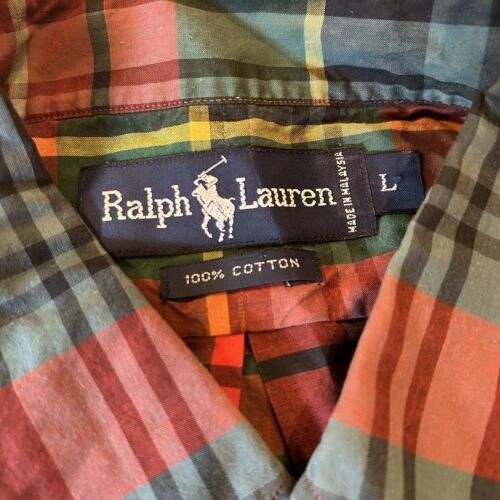 Ralph Lauren
MADE IN MALAYSIA
L
100% COTTON